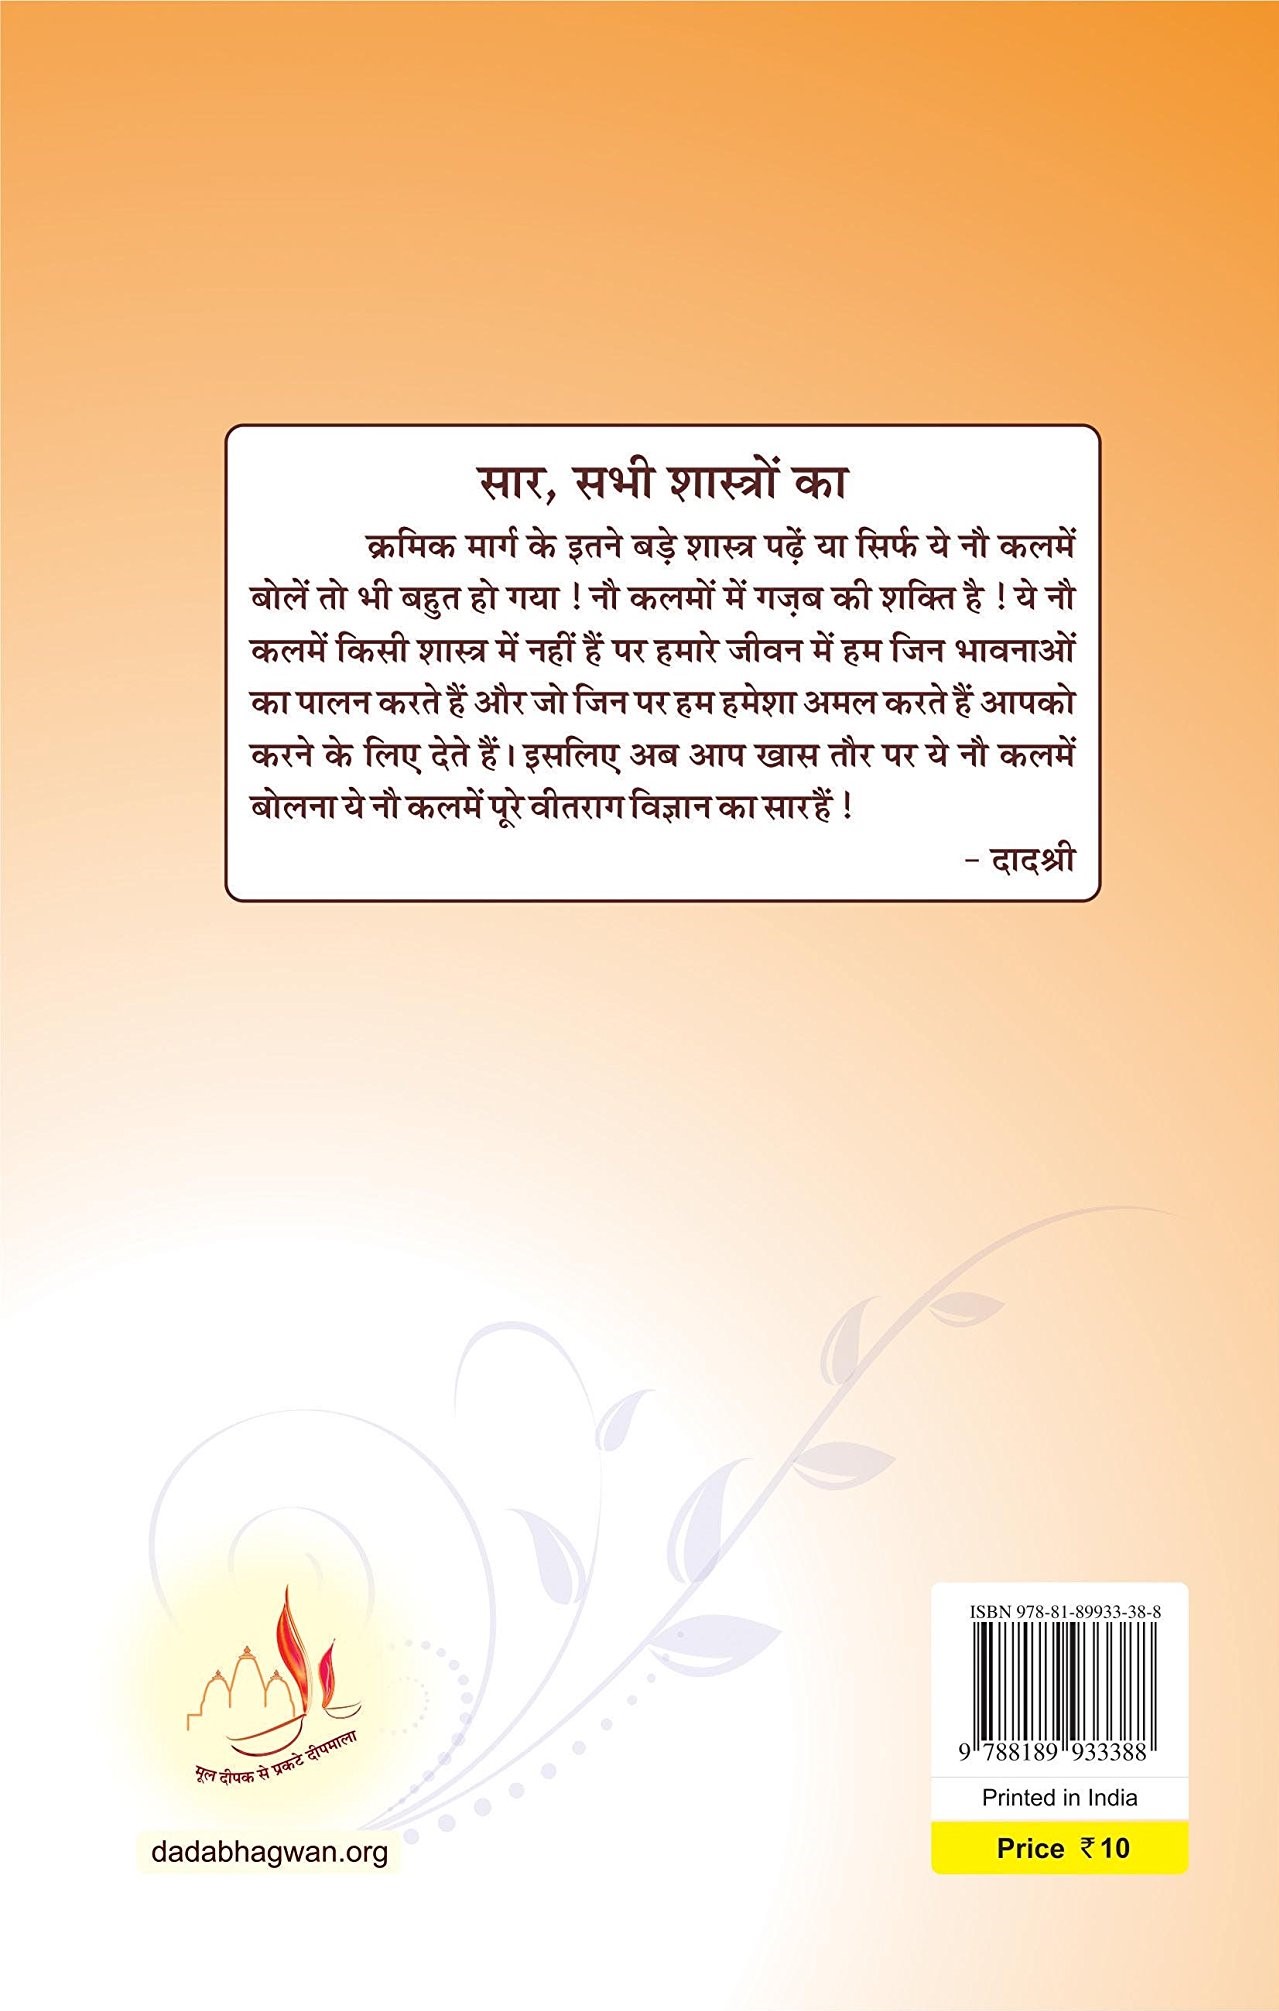 सार, सभी शास्त्रों का
क्रमिक मार्ग के इतने बड़े शास्त्र पढ़ें या सिर्फ ये नौ कलमें
बोलें तो भी बहुत हो गया ! नौ कलमों में गज़ब की शक्ति है ! ये नौ
कलमें किसी शास्त्र में नहीं हैं पर हमारे जीवन में हम जिन भावनाओं
का पालन करते हैं और जो जिन पर हम हमेशा अमल करते हैं आपको
करने के लिए देते हैं। इसलिए अब आप खास तौर पर ये नौ कलमें
बोलना ये नौ कलमें पूरे वीतराग विज्ञान का सार हैं !
- दादश्री
मूल दीपक से प्रकटे दीपमाला
dadabhagwan.org
ISBN 978-81-89933-38-8
9 788189 933388
Printed in India
Price ₹ 10